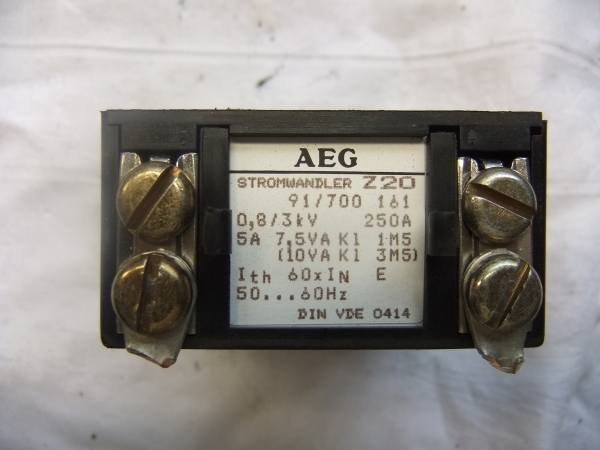 AEG
STROMWANDLER Z20
91/700 161
0,8/3kV 250A
5A 7,5VA Kl 1M5
(10VA Kl 3M5)
Ith 60xIN E
50...60Hz
DIN VDE 0414